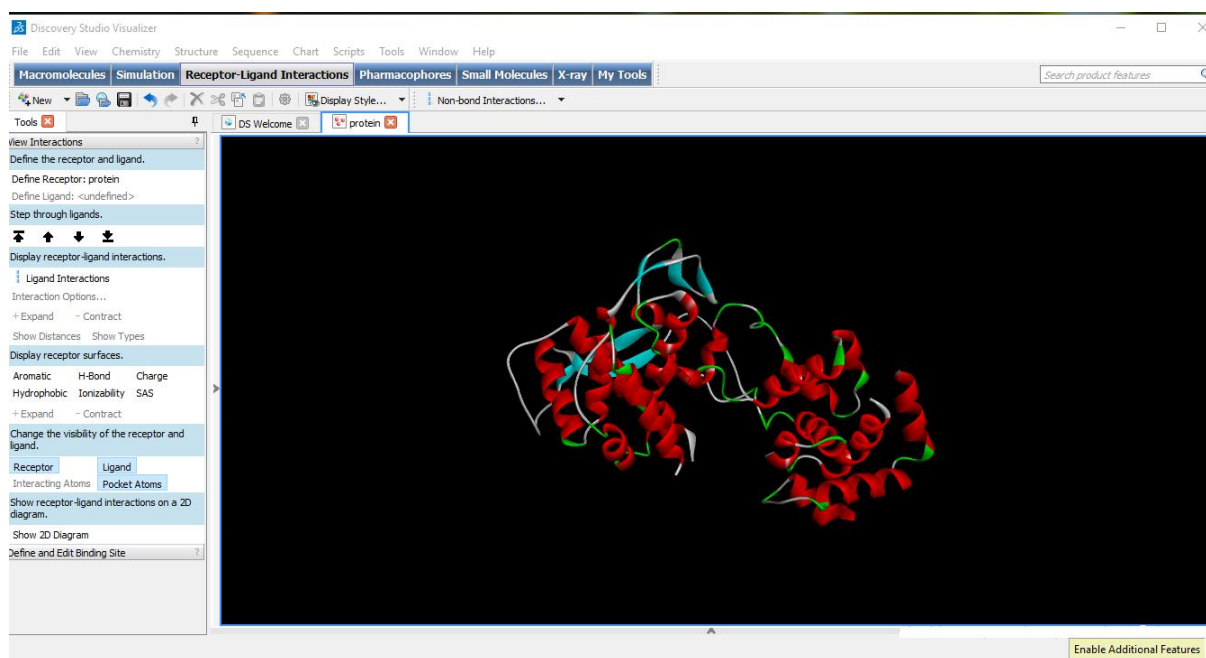 Discovery Studio Visualizer
File Edit View Chemistry Structure Sequence Chart Scripts Tools Window Help
Macromolecules Simulation Receptor-Ligand Interactions Pharmacophores Small Molecules X-ray My Tools
Search product features
New Display Style... Non-bond Interactions...
Tools DS Welcome protein
View Interactions ?
Define the receptor and ligand.
Define Receptor: protein
Define Ligand: <undefined>
Step through ligands.
Display receptor-ligand interactions.
Ligand Interactions
Interaction Options...
+Expand - Contract
Show Distances Show Types
Display receptor surfaces.
Aromatic H-Bond Charge
Hydrophobic Ionizability SAS
+Expand - Contract
Change the visibility of the receptor and
ligand.
Receptor Ligand
Interacting Atoms Pocket Atoms
Show receptor-ligand interactions on a 2D
diagram.
Show 2D Diagram
Define and Edit Binding Site ?
Enable Additional Features